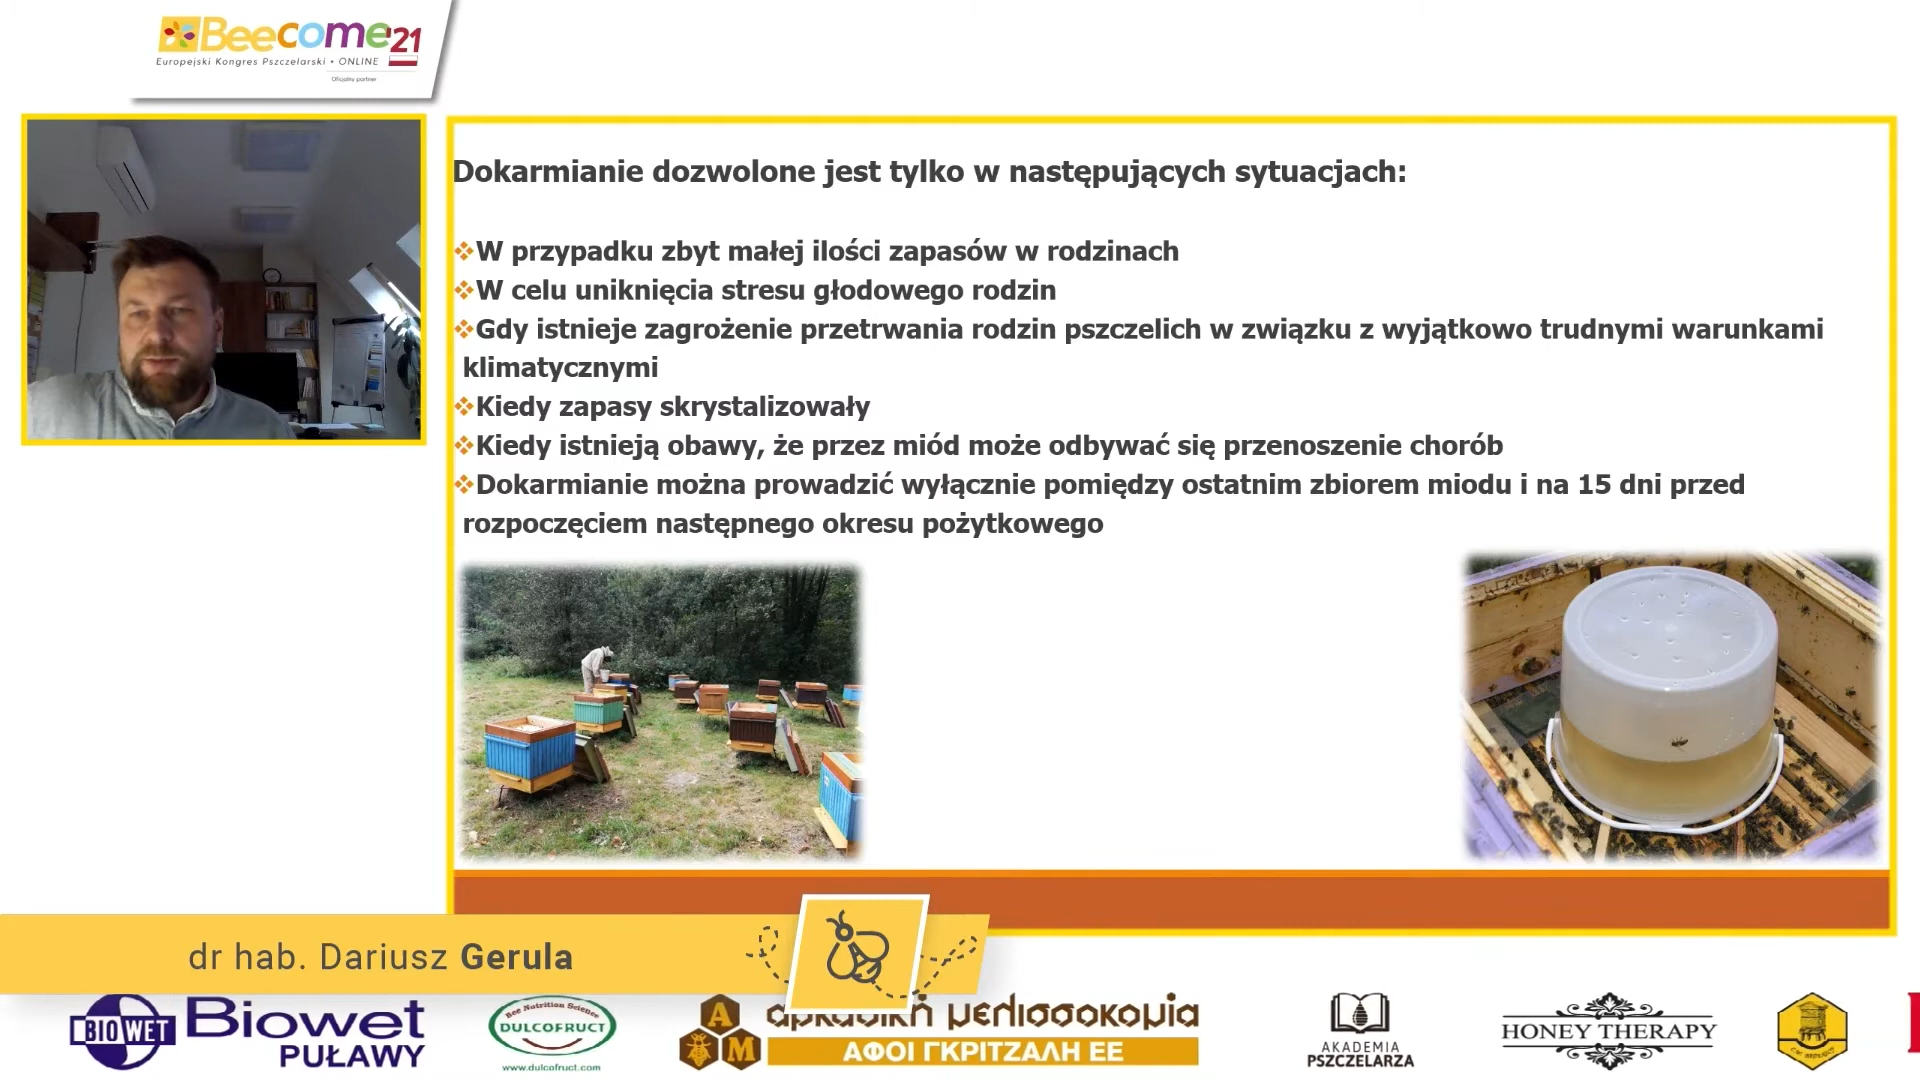 Beecome'21
Europejski Kongres Pszczelarski • ONLINE
Oficjalny partner
Dokarmianie dozwolone jest tylko w następujących sytuacjach:
W przypadku zbyt małej ilości zapasów w rodzinach
W celu uniknięcia stresu głodowego rodzin
Gdy istnieje zagrożenie przetrwania rodzin pszczelich w związku z wyjątkowo trudnymi warunkami
klimatycznymi
Kiedy zapasy skrystalizowały
Kiedy istnieją obawy, że przez miód może odbywać się przenoszenie chorób
Dokarmianie można prowadzić wyłącznie pomiędzy ostatnim zbiorem miodu i na 15 dni przed
rozpoczęciem następnego okresu pożytkowego
dr hab. Dariusz Gerula
BIOWET
Biowet
PUŁAWY
Bee Nutrition Science
DULCOFRUCT
www.dulcofruct.com
A M
αρκαδική μελισσοκομία
ΑΦΟΙ ΓΚΡΙΤΖΑΛΗ ΕΕ
AKADEMIA
PSZCZELARZA
HONEY THERAPY